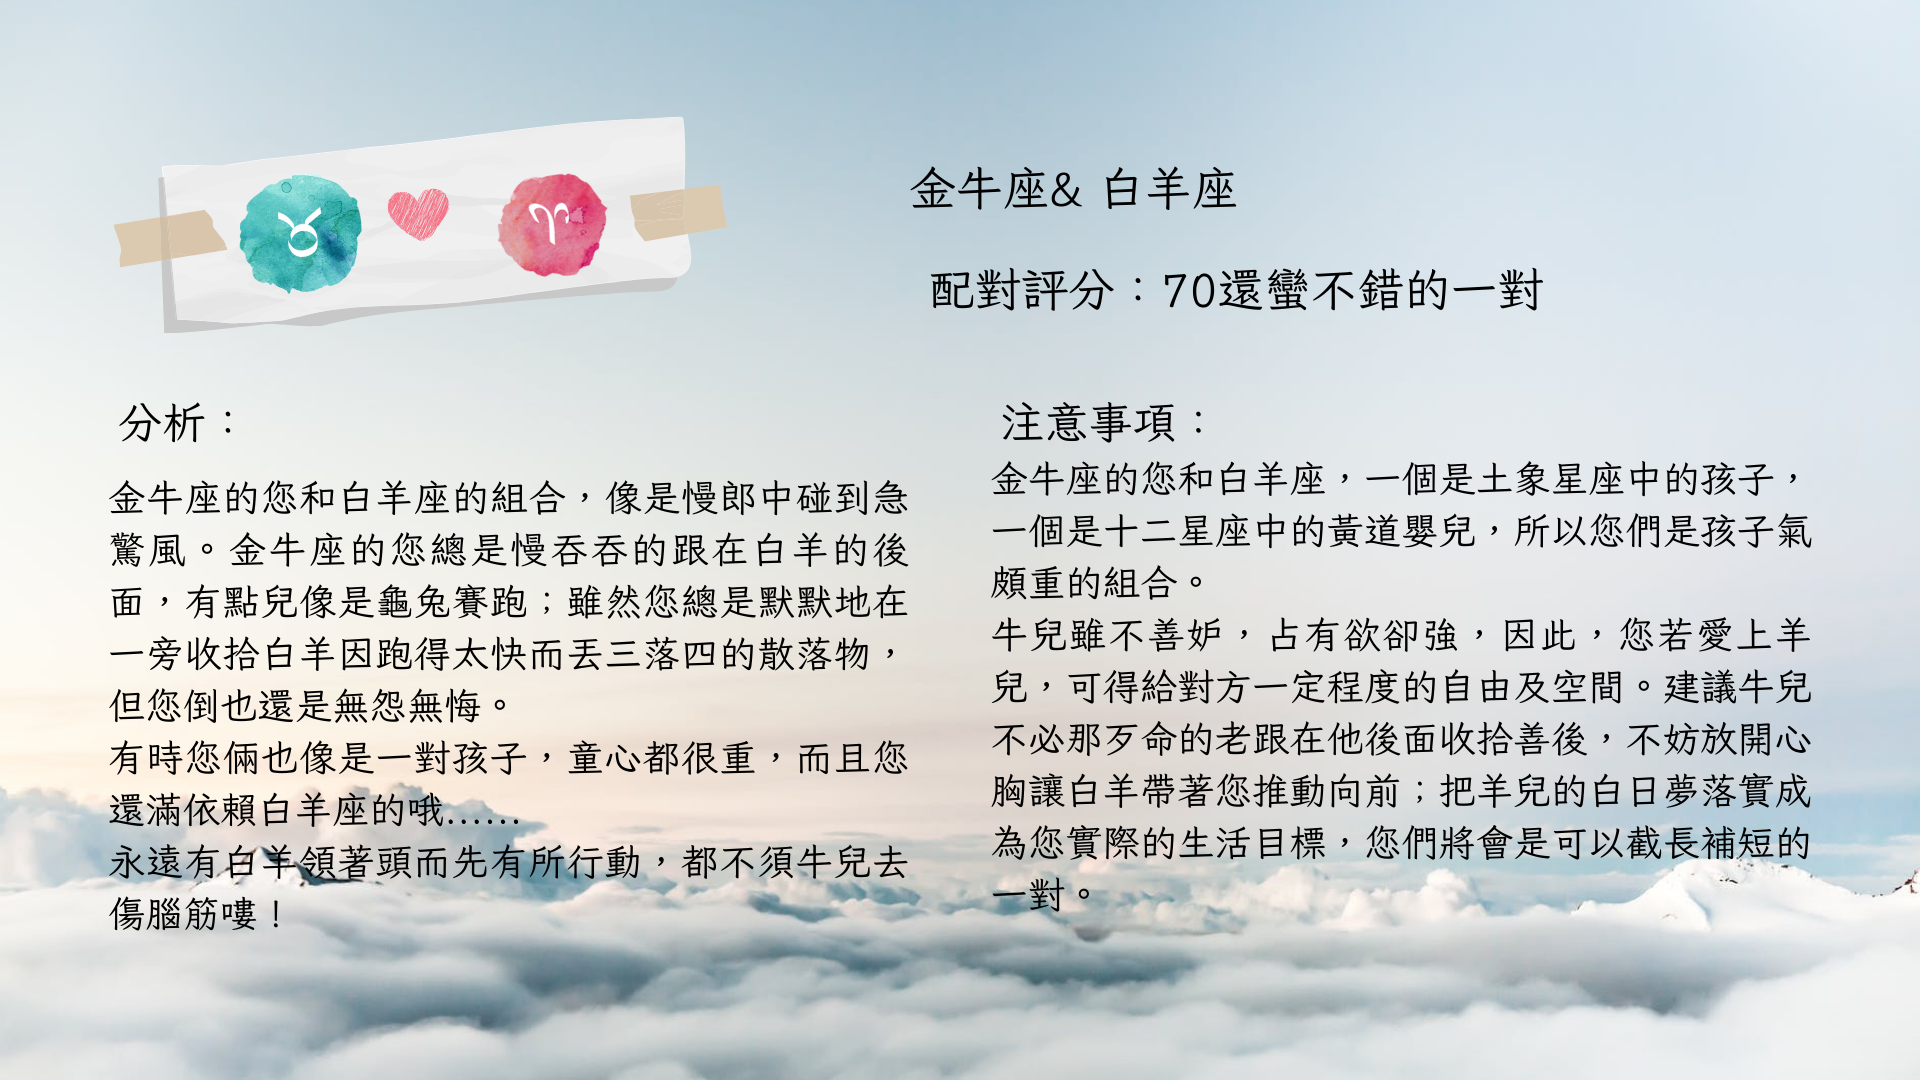 金牛座& 白羊座
配對評分：70還蠻不錯的一對
分析：
金牛座的您和白羊座的組合，像是慢郎中碰到急
驚風。金牛座的您總是慢吞吞的跟在白羊的後
面，有點兒像是龜兔賽跑；雖然您總是默默地在
一旁收拾白羊因跑得太快而丟三落四的散落物，
但您倒也還是無怨無悔。
有時您倆也像是一對孩子，童心都很重，而且您
還滿依賴白羊座的哦......
永遠有白羊領著頭而先有所行動，都不須牛兒去
傷腦筋嘍！
注意事項：
金牛座的您和白羊座，一個是土象星座中的孩子，
一個是十二星座中的黃道嬰兒，所以您們是孩子氣
頗重的組合。
牛兒雖不善妒，占有欲卻強，因此，您若愛上羊
兒，可得給對方一定程度的自由及空間。建議牛兒
不必那歹命的老跟在他後面收拾善後，不妨放開心
胸讓白羊帶著您推動向前；把羊兒的白日夢落實成
為您實際的生活目標，您們將會是可以截長補短的
一對。